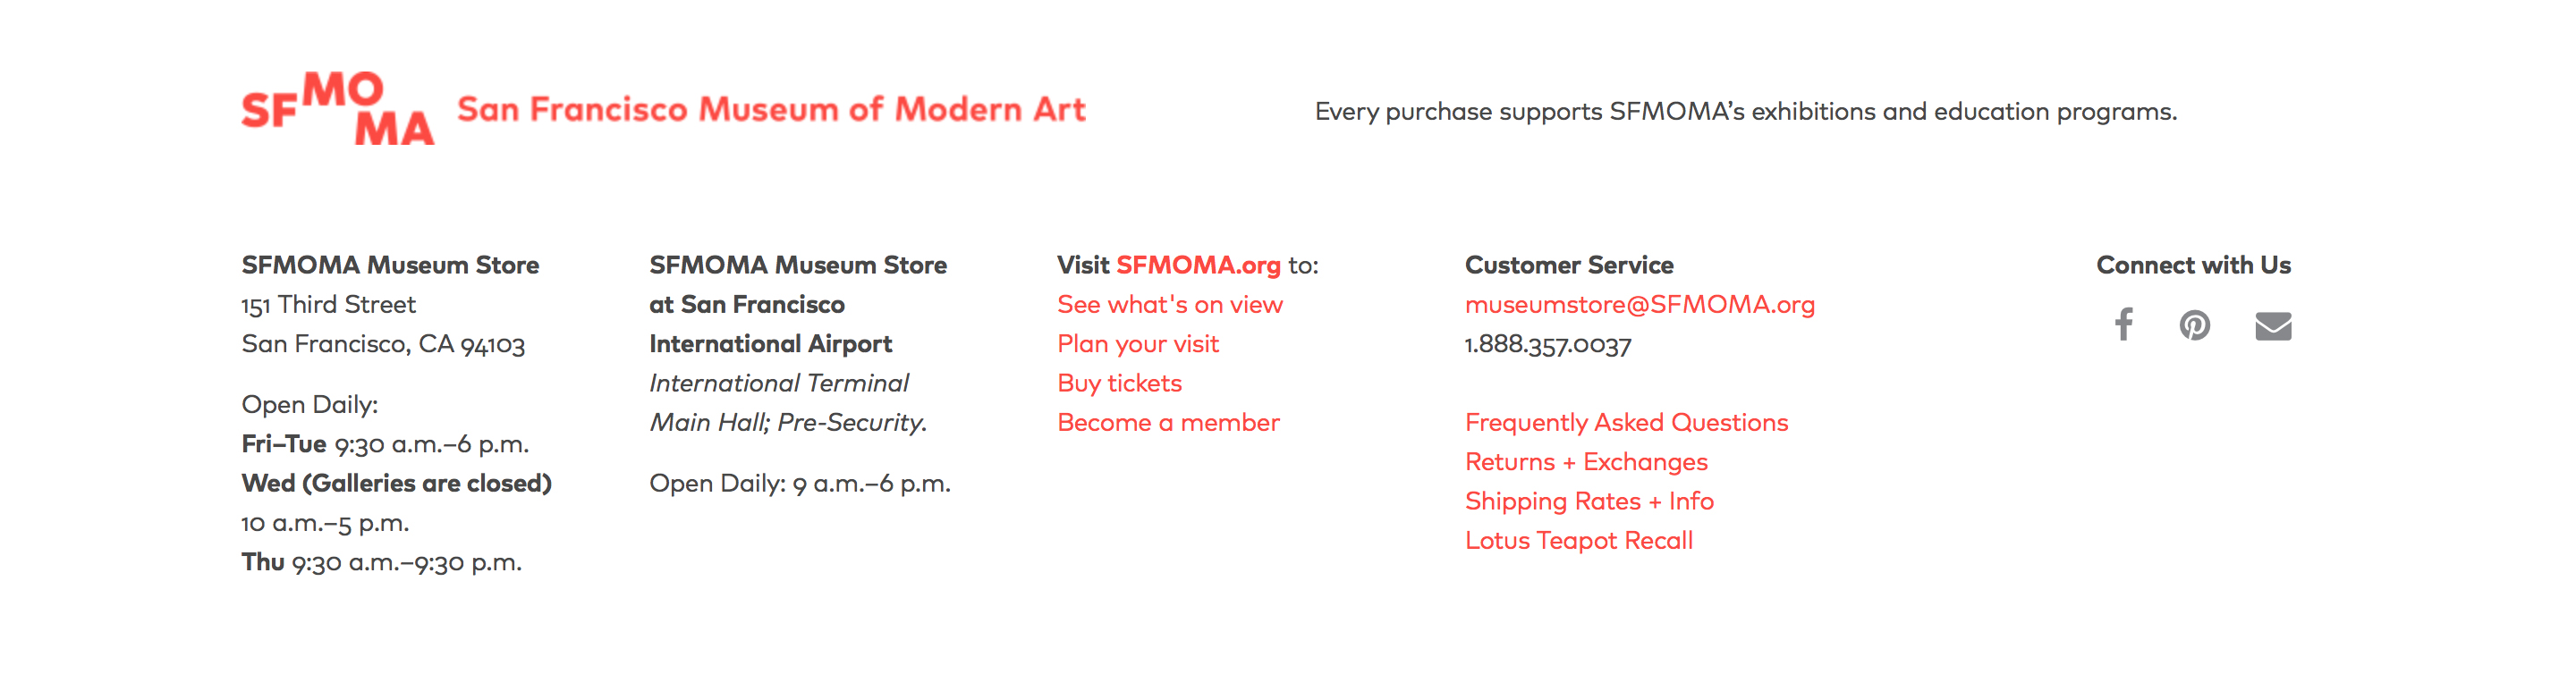 SFMOMA San Francisco Museum of Modern Art
Every purchase supports SFMOMA’s exhibitions and education programs.
SFMOMA Museum Store
151 Third Street
San Francisco, CA 94103
Open Daily:
Fri–Tue 9:30 a.m.–6 p.m.
Wed (Galleries are closed)
10 a.m.–5 p.m.
Thu 9:30 a.m.–9:30 p.m.
SFMOMA Museum Store
at San Francisco
International Airport
International Terminal
Main Hall; Pre-Security.
Open Daily: 9 a.m.–6 p.m.
Visit SFMOMA.org to:
See what's on view
Plan your visit
Buy tickets
Become a member
Customer Service
museumstore@SFMOMA.org
1.888.357.0037
Frequently Asked Questions
Returns + Exchanges
Shipping Rates + Info
Lotus Teapot Recall
Connect with Us